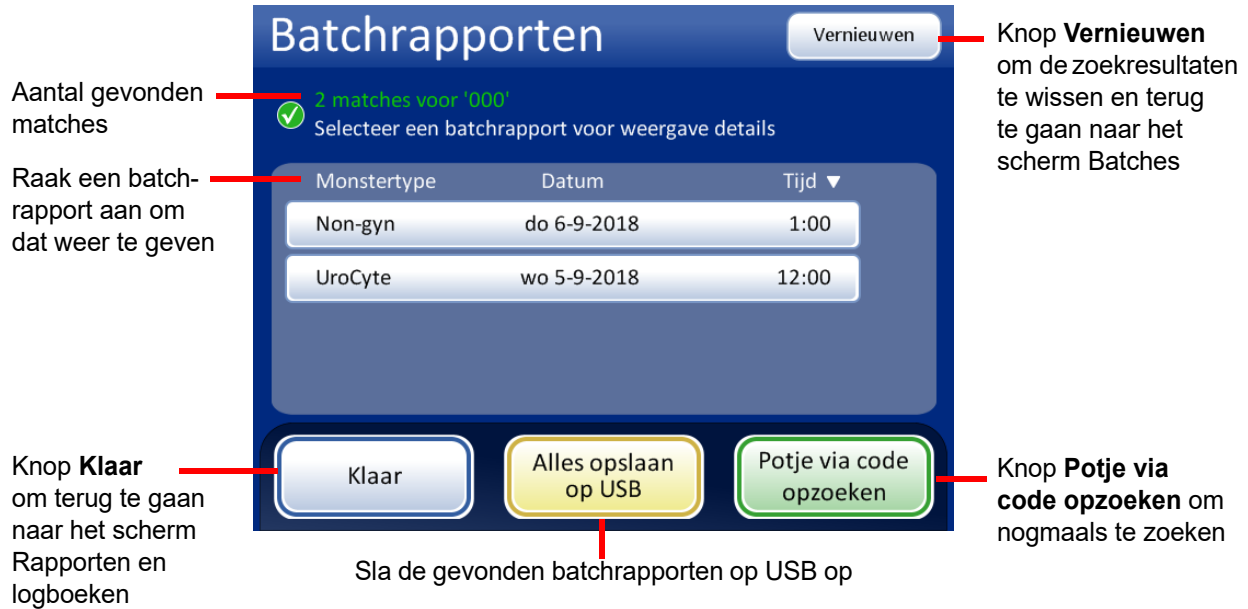 Batchrapporten
Vernieuwen
Knop Vernieuwen
om de zoekresultaten
te wissen en terug
te gaan naar het
scherm Batches
Aantal gevonden
matches
2 matches voor '000'
Selecteer een batchrapport voor weergave details
Raak een batch-
rapport aan om
dat weer te geven
Monstertype Datum Tijd ▼
Non-gyn do 6-9-2018 1:00
UroCyte wo 5-9-2018 12:00
Knop Klaar
om terug te gaan
naar het scherm
Rapporten en
logboeken
Klaar
Alles opslaan
op USB
Potje via code
opzoeken
Knop Potje via
code opzoeken om
nogmaals te zoeken
Sla de gevonden batchrapporten op USB op